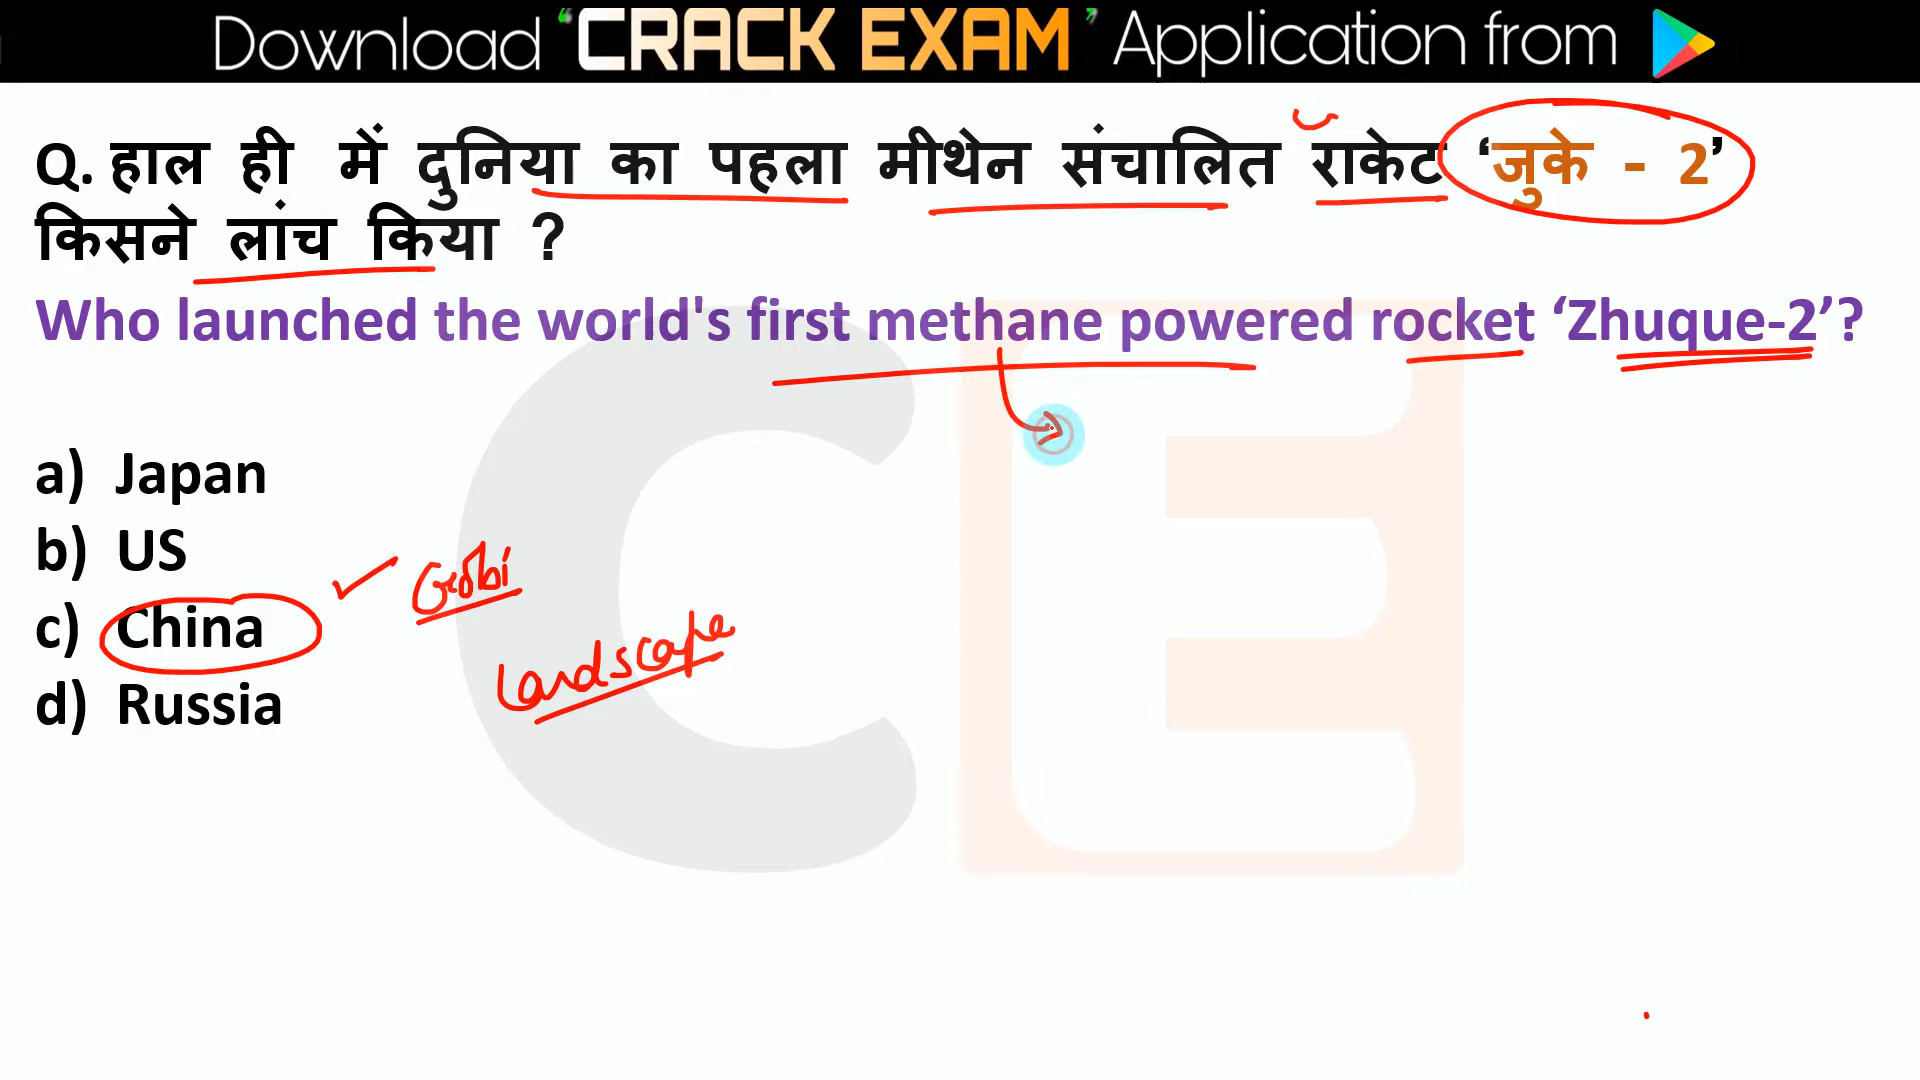 Download "CRACK EXAM" Application from
Q. हाल ही में दुनिया का पहला मीथेन संचालित राकेट ‘जुके - 2’
किसने लांच किया ?
Who launched the world's first methane powered rocket ‘Zhuque-2’?
a) Japan
b) US
c) China
Gobi
d) Russia
Landscape
CE